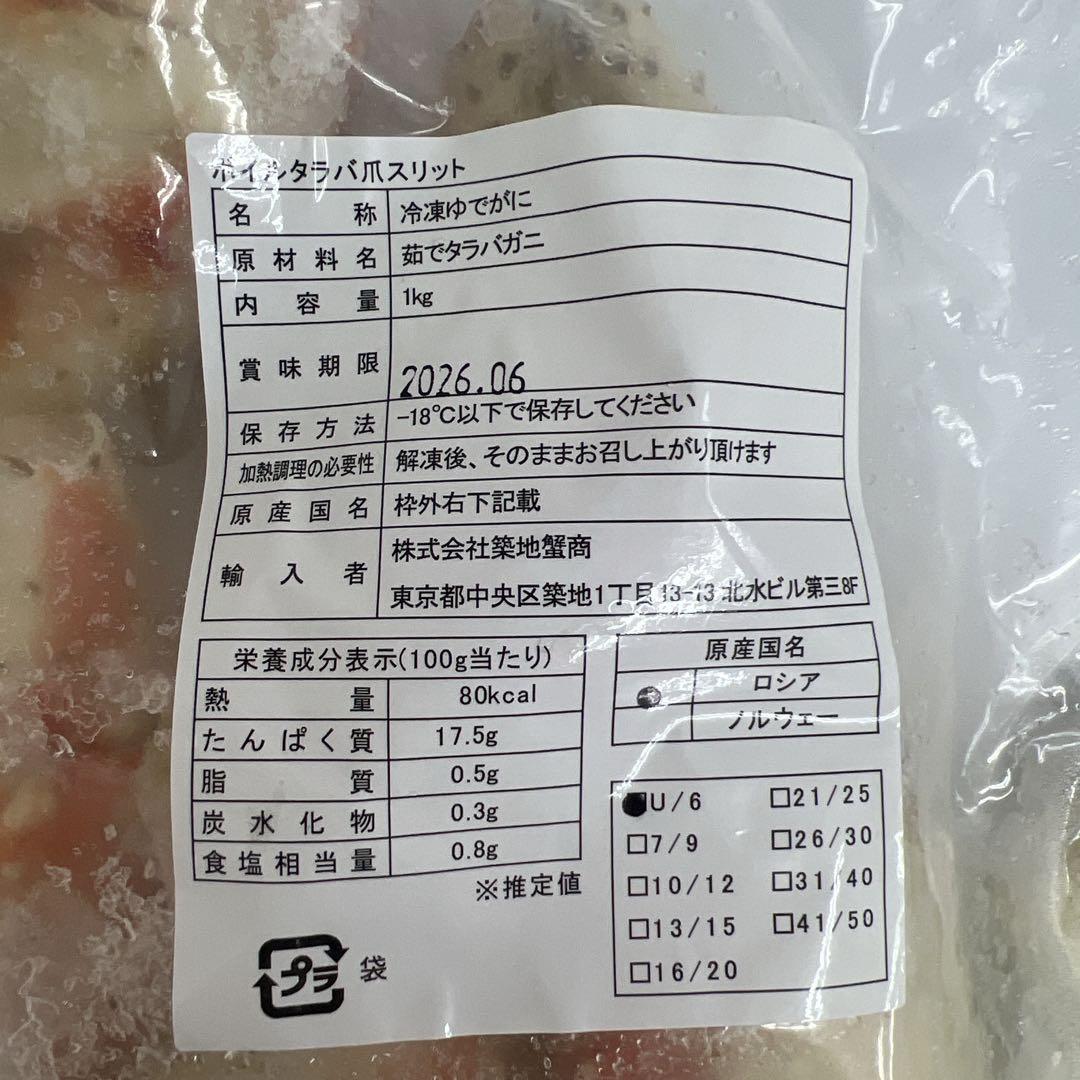 ボイルタラバ爪スリット
名称 冷凍ゆでがに
原材料名 茹でタラバガニ
内容量 1kg
賞味期限 2026.06
保存方法 -18℃以下で保存してください
加熱調理の必要性 解凍後、そのままお召し上がり頂けます
原産国名 枠外右下記載
輸入者 株式会社築地蟹商
東京都中央区築地1丁目13-13 北水ビル第三8F
栄養成分表示(100g当たり)
熱量 80kcal
たんぱく質 17.5g
脂質 0.5g
炭水化物 0.3g
食塩相当量 0.8g
※推定値
プラ 袋
原産国名
ロシア
ノルウェー
U/6 □21/25
□7/9 □26/30
□10/12 □31/40
□13/15 □41/50
□16/20